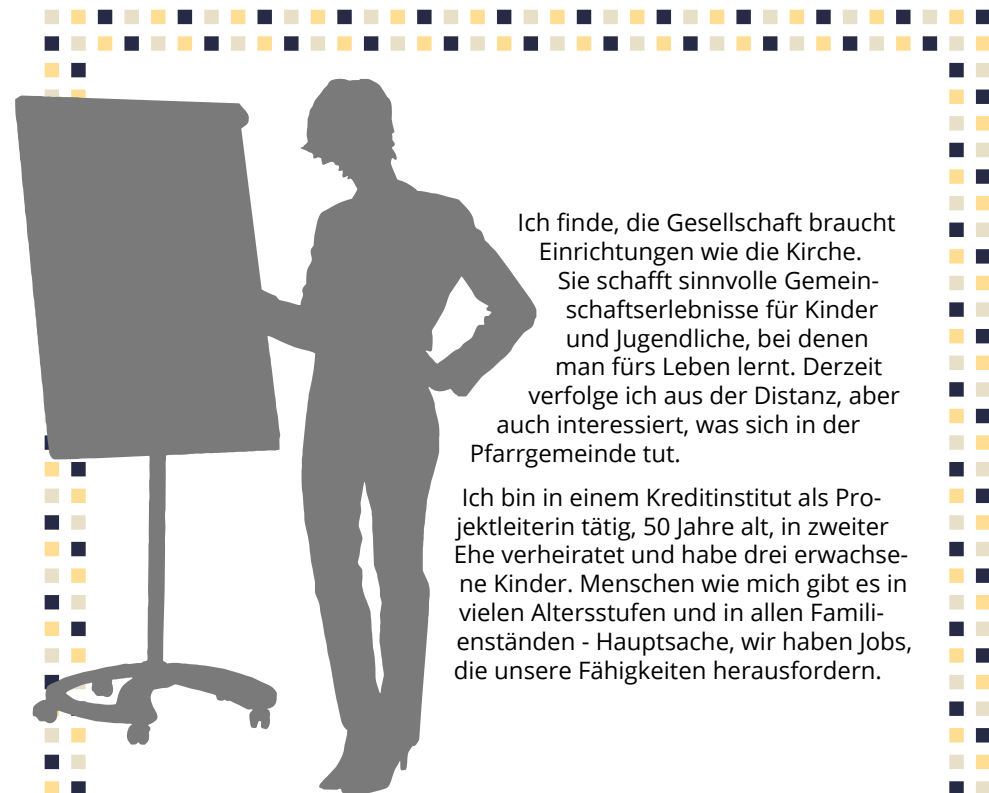 Ich finde, die Gesellschaft braucht
Einrichtungen wie die Kirche.
Sie schafft sinnvolle Gemein-
schaftserlebnisse für Kinder
und Jugendliche, bei denen
man fürs Leben lernt. Derzeit
verfolge ich aus der Distanz, aber
auch interessiert, was sich in der
Pfarrgemeinde tut.
Ich bin in einem Kreditinstitut als Pro-
jektleiterin tätig, 50 Jahre alt, in zweiter
Ehe verheiratet und habe drei erwachse-
ne Kinder. Menschen wie mich gibt es in
vielen Altersstufen und in allen Famili-
enständen - Hauptsache, wir haben Jobs,
die unsere Fähigkeiten herausfordern.